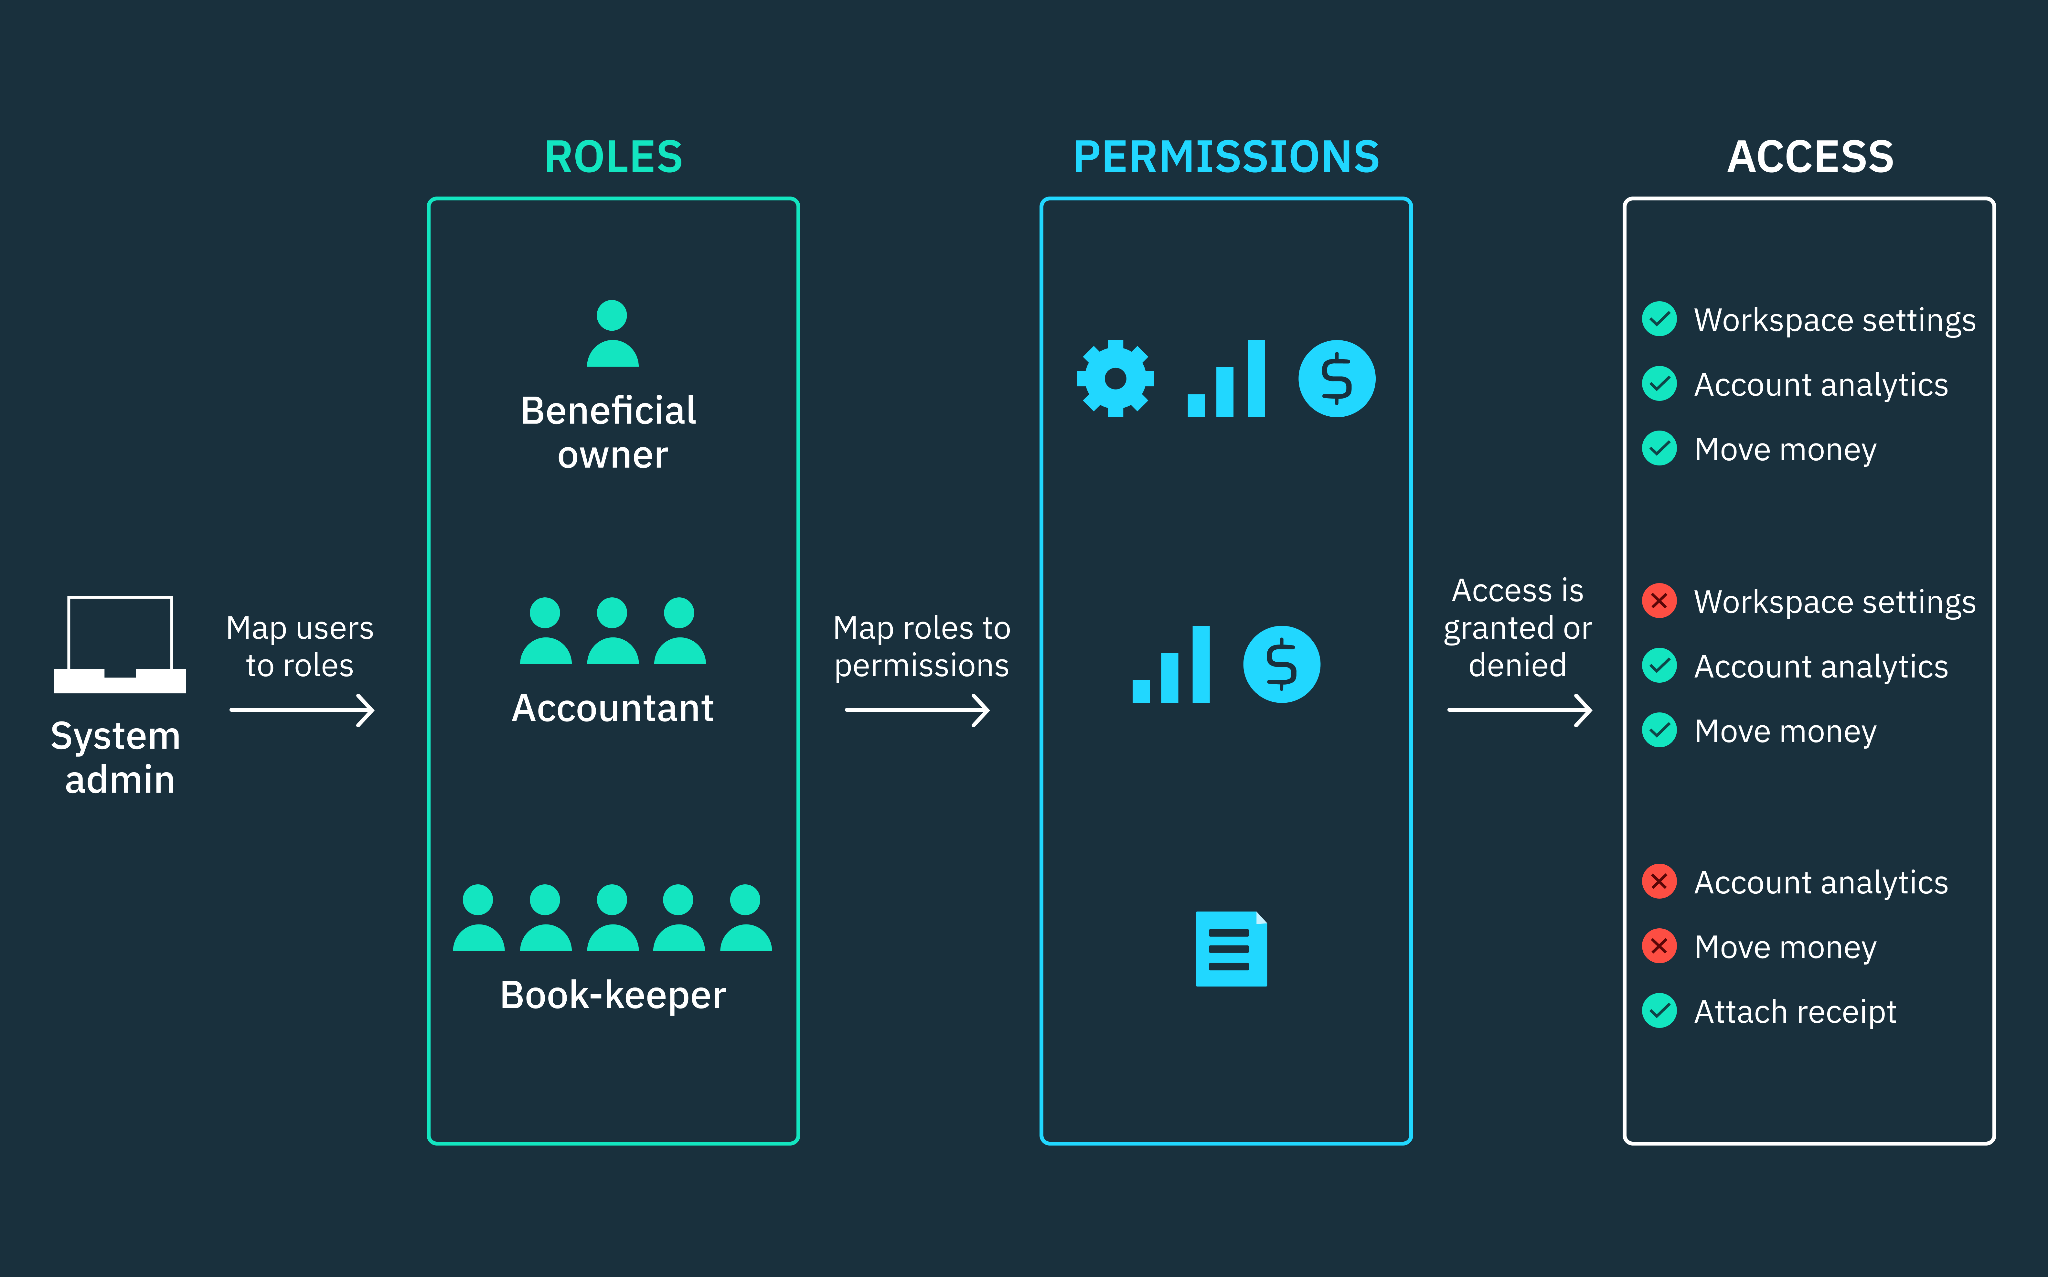 ROLES
PERMISSIONS
ACCESS
System
admin
Map users
to roles
Beneficial
owner
Accountant
Book-keeper
Map roles to
permissions
$
$
Access is
granted or
denied
Workspace settings
Account analytics
Move money
Workspace settings
Account analytics
Move money
Account analytics
Move money
Attach receipt